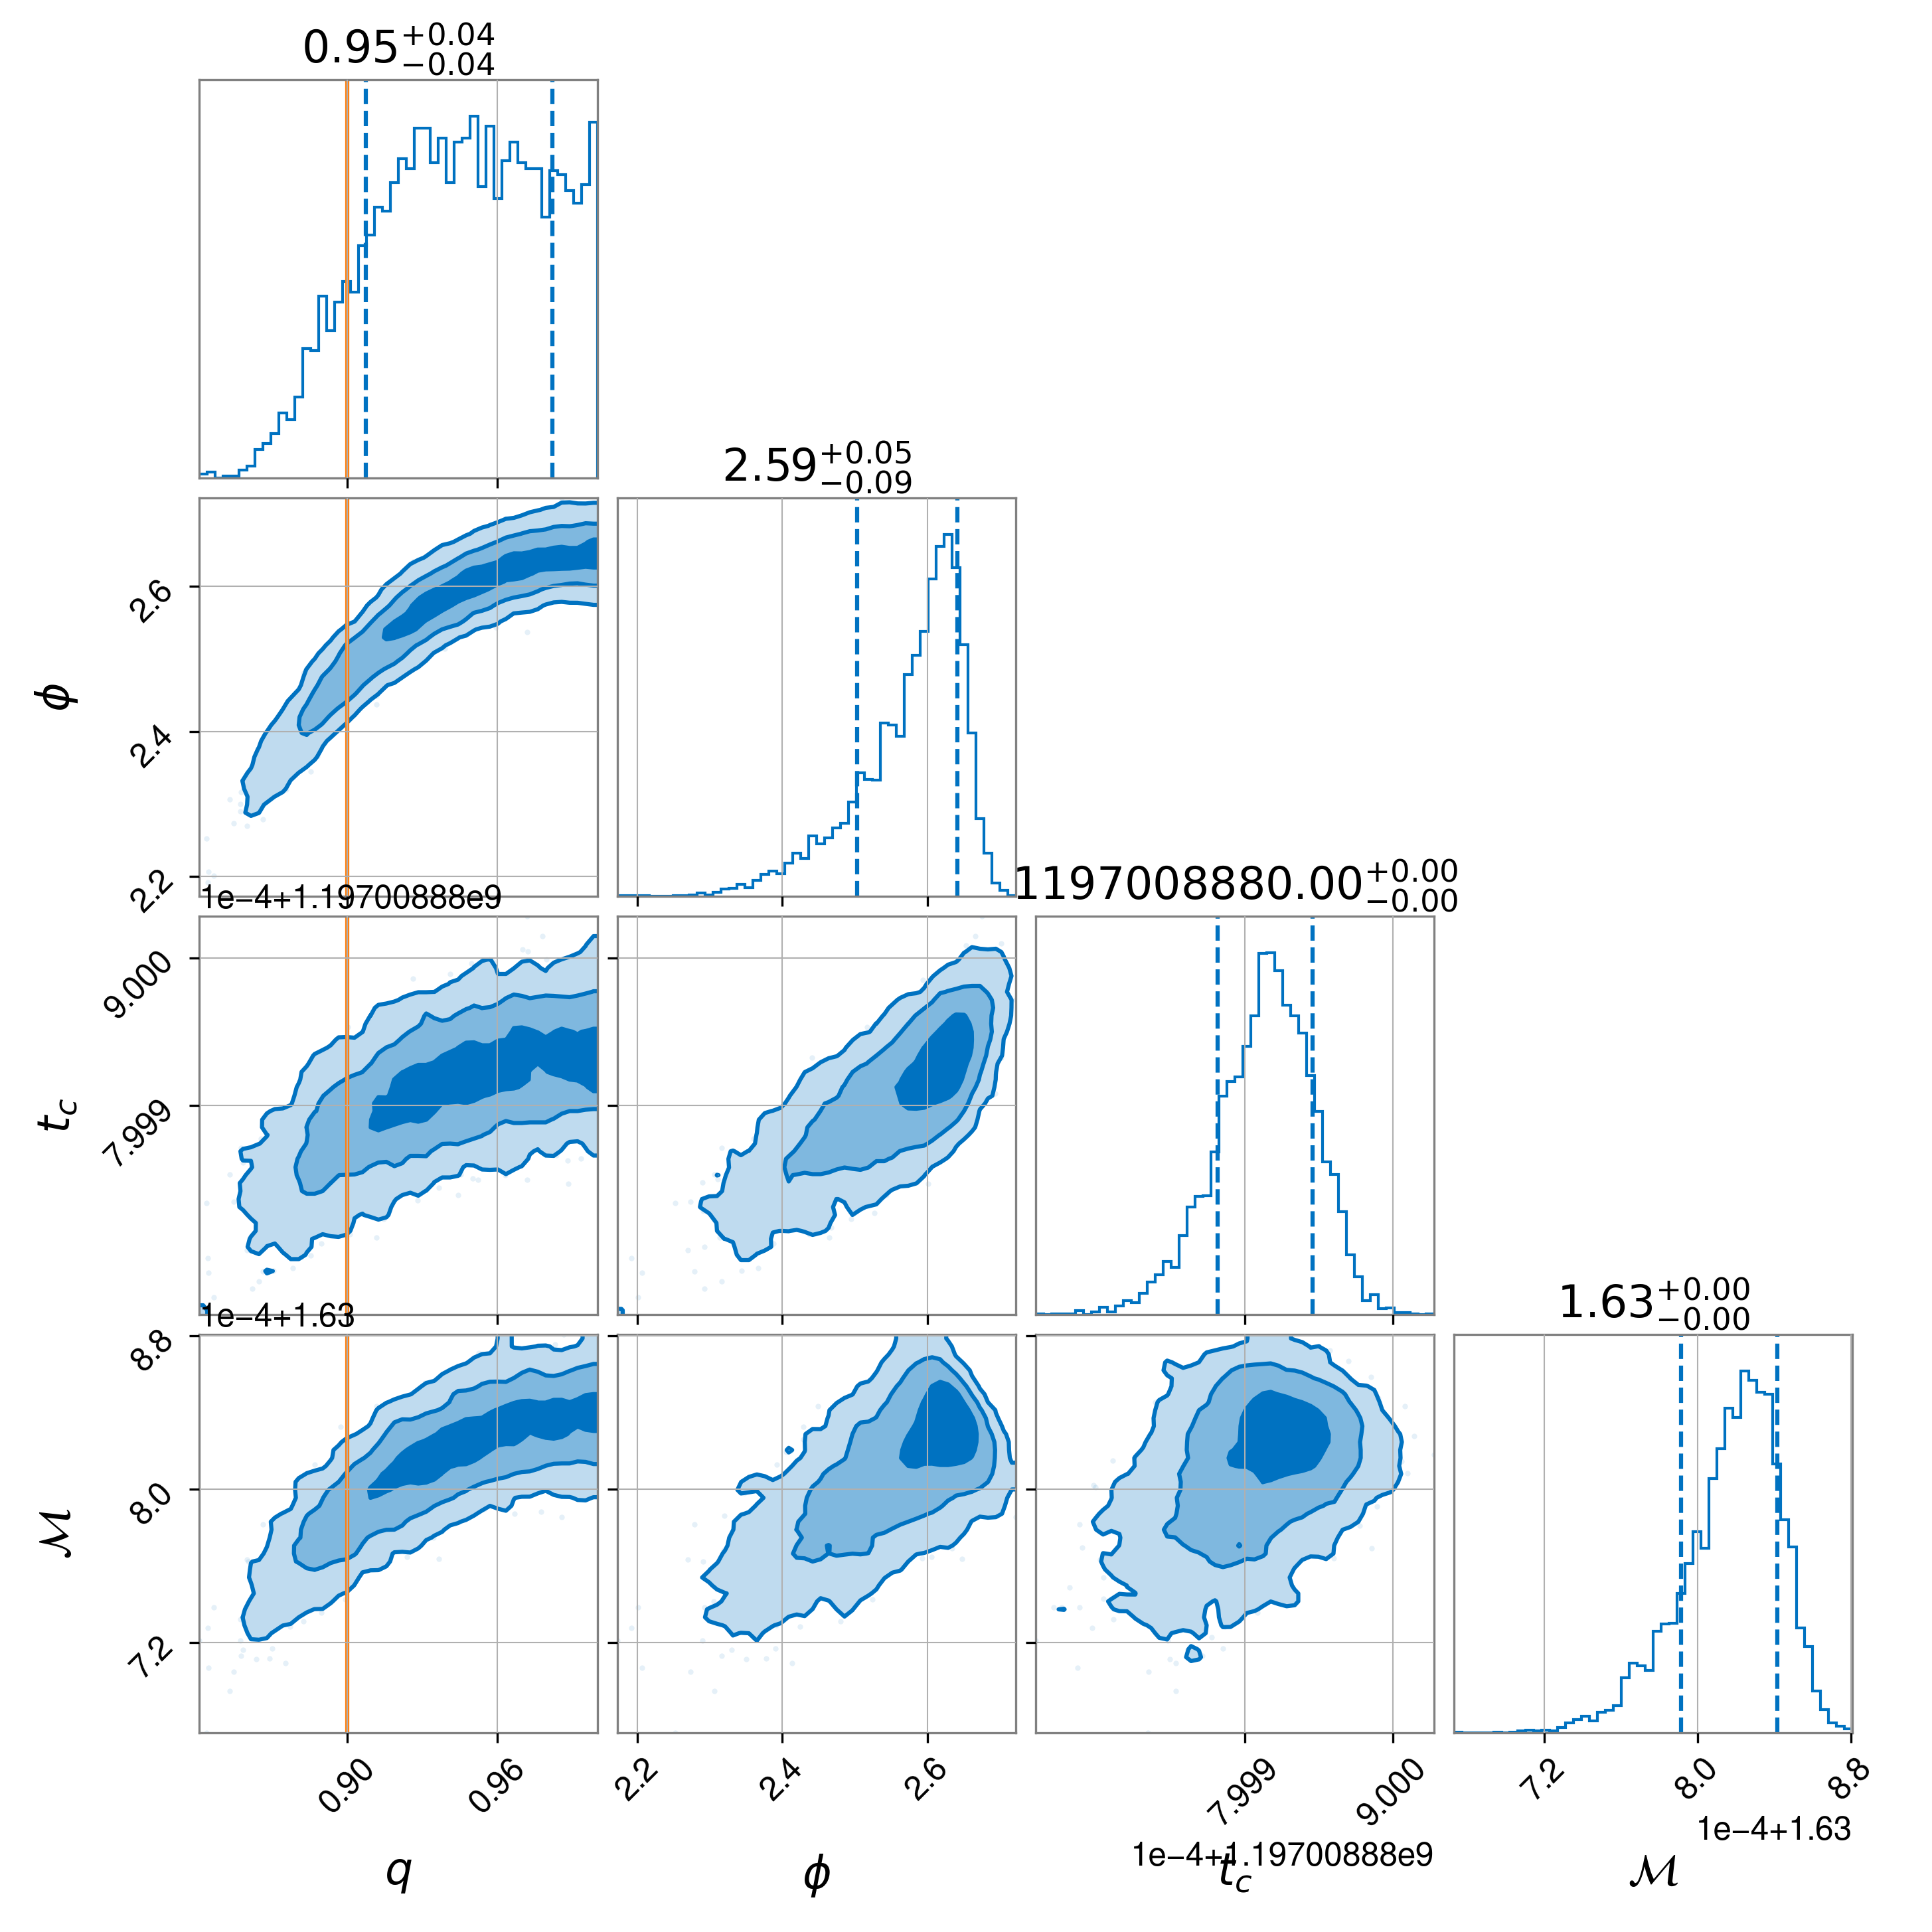 0.95+0.04−0.04
2.59+0.05−0.09
ϕ
2.6
2.4
2.2
1e−4+1.19700888e9
1197008880.00+0.00−0.00
t_c
9.000
7.999
1e−4+1.63
1.63+0.00−0.00
ℳ
8.8
8.0
7.2
0.90 0.96 2.2 2.4 2.6 7.999 9.000 7.2 8.0 8.8
1e−4+1.19700888e9 1e−4+1.63
q ϕ t_c ℳ